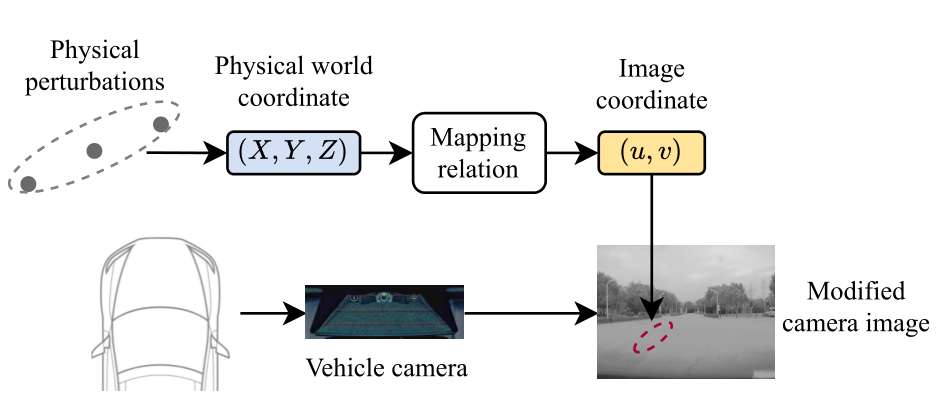 Physical
perturbations
Physical world
coordinate
(X, Y, Z)
Mapping
relation
Image
coordinate
(u, v)
Vehicle camera
Modified
camera image